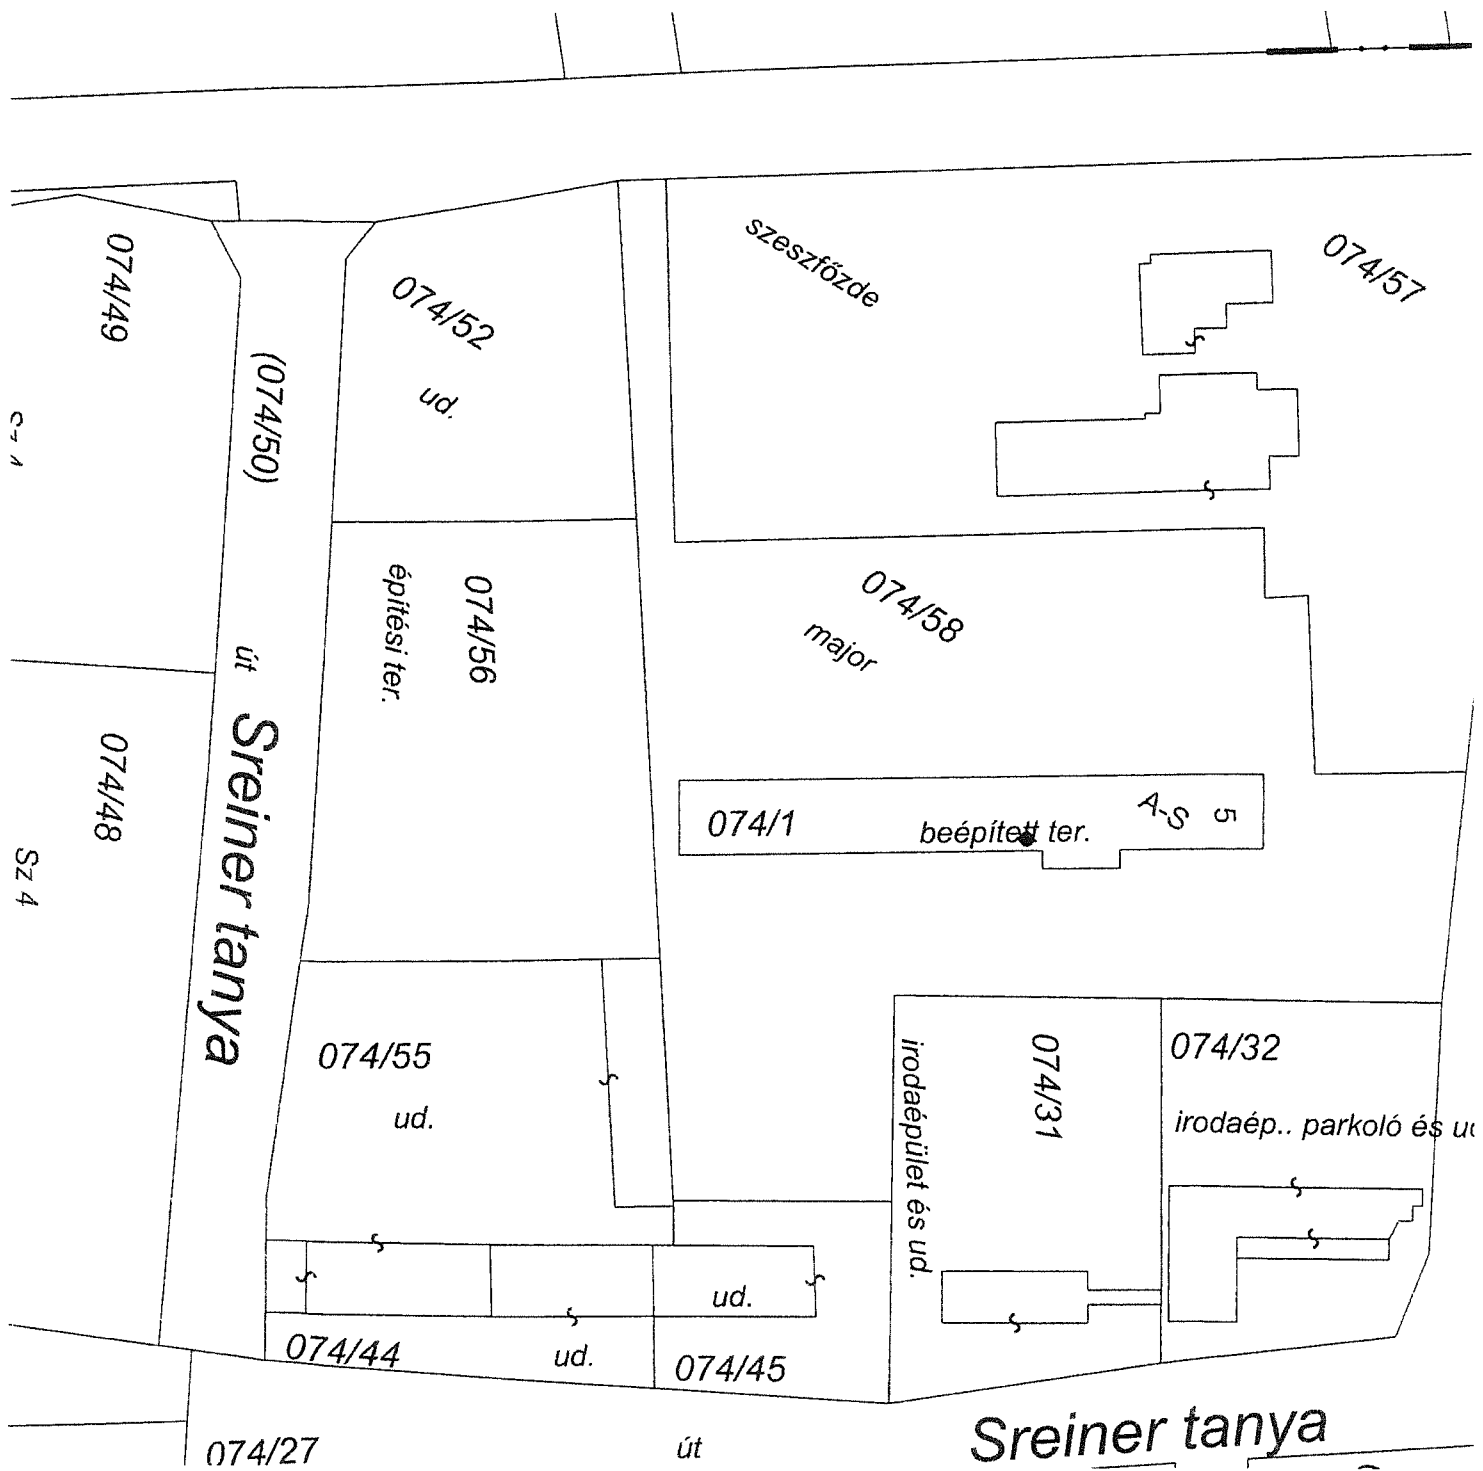 szeszfőzde
074/57
074/49
074/52
(074/50)
ud.
074/56
építési ter.
074/58
major
út
Sreiner tanya
074/48
Sz 4
074/1
beépített ter.
A-S
5
074/55
ud.
irodaépület és ud.
074/31
074/32
irodaép.. parkoló és
ud.
074/44
ud.
074/45
Sreiner tanya
074/27
út